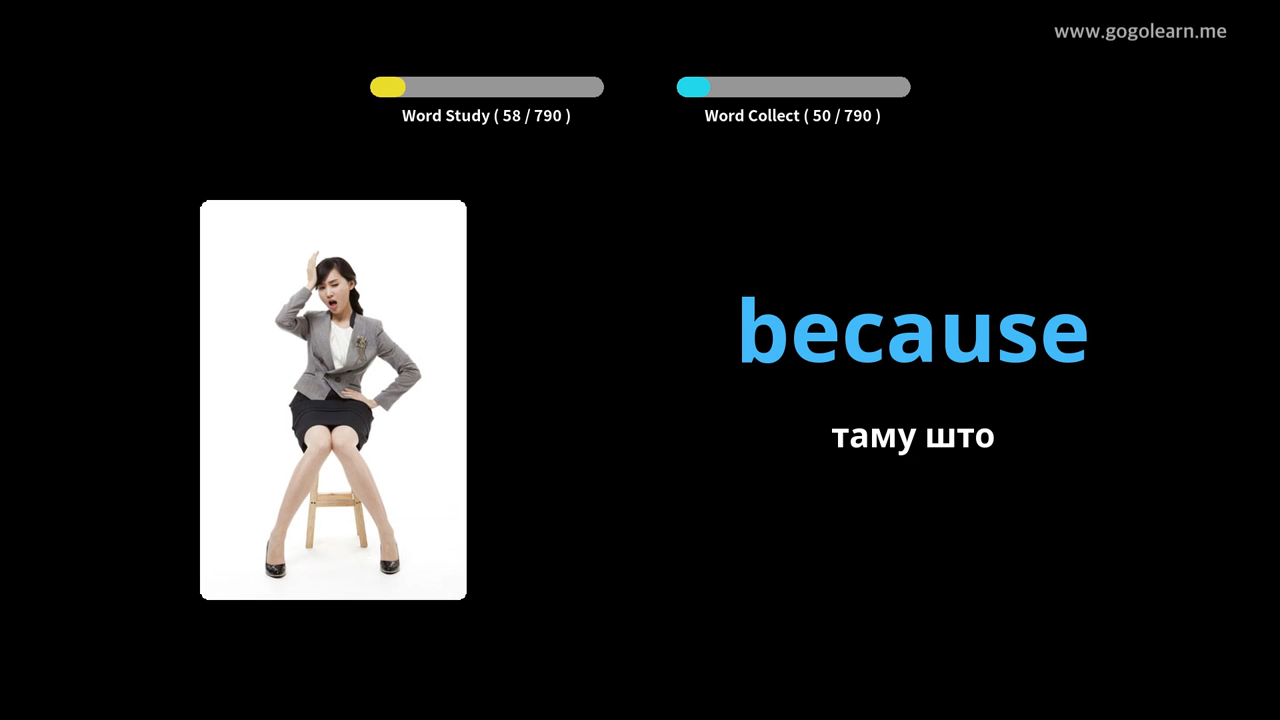 www.gogolearn.me
Word Study ( 58 / 790 )
Word Collect ( 50 / 790 )
because
таму што